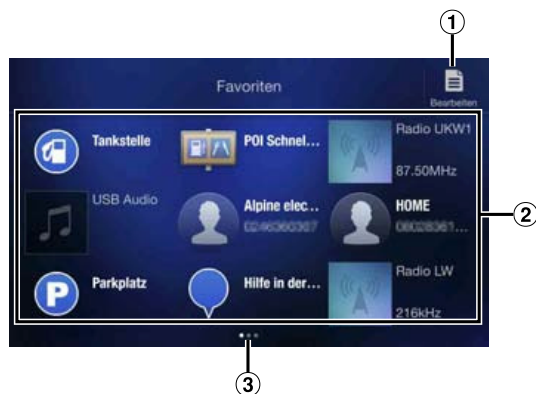 1
Favoriten
Bearbeiten
Tankstelle
POI Schnel...
Radio UKW1
87.50MHz
USB Audio
Alpine elec...
HOME
2
Parkplatz
Hilfe in der...
Radio LW
216kHz
3